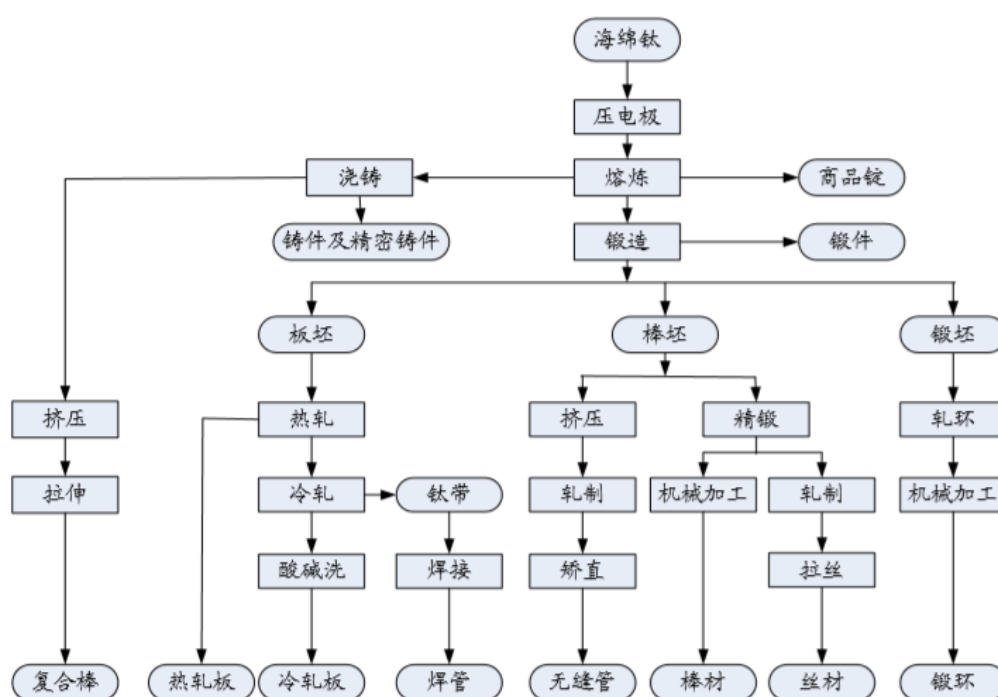 海绵钛
压电极
浇铸
熔炼
商品锭
铸件及精密铸件
锻造
锻件
板坯
棒坯
锻坯
挤压
热轧
挤压
精锻
轧环
拉伸
冷轧
钛带
轧制
机械加工
轧制
机械加工
酸碱洗
焊接
矫直
拉丝
复合棒
热轧板
冷轧板
焊管
无缝管
棒材
丝材
锻环